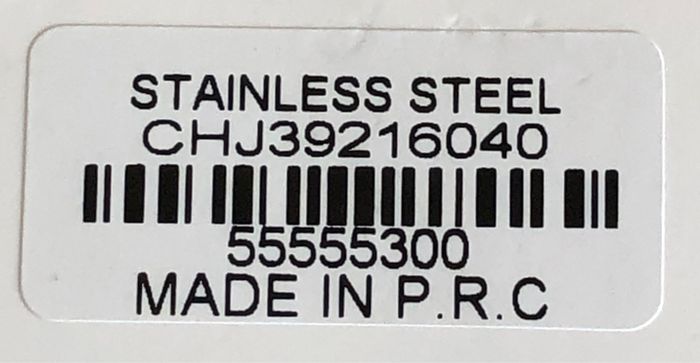 STAINLESS STEEL
CHJ39216040
55555300
MADE IN P.R.C